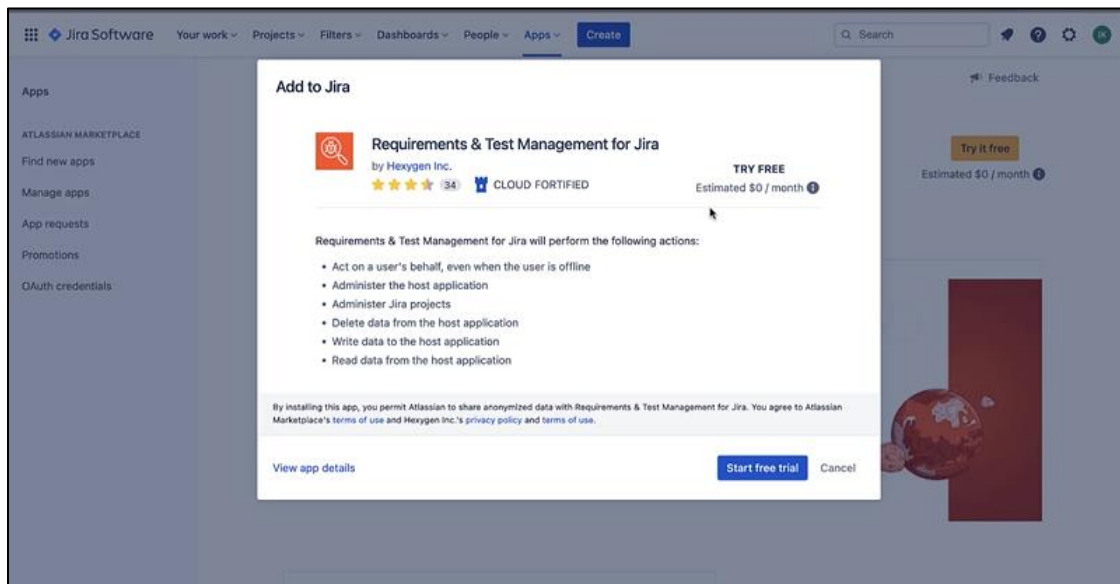 Jira Software Your work Projects Filters Dashboards People Apps Create Search
Feedback
Apps
ATLASSIAN MARKETPLACE
Find new apps
Manage apps
App requests
Promotions
OAuth credentials
Try it free
Estimated $0 / month
Add to Jira
Requirements & Test Management for Jira
by Hexygen Inc.
34 CLOUD FORTIFIED
TRY FREE
Estimated $0 / month
Requirements & Test Management for Jira will perform the following actions:
• Act on a user's behalf, even when the user is offline
• Administer the host application
• Administer Jira projects
• Delete data from the host application
• Write data to the host application
• Read data from the host application
By installing this app, you permit Atlassian to share anonymized data with Requirements & Test Management for Jira. You agree to Atlassian
Marketplace's terms of use and Hexygen Inc.'s privacy policy and terms of use.
View app details
Start free trial Cancel